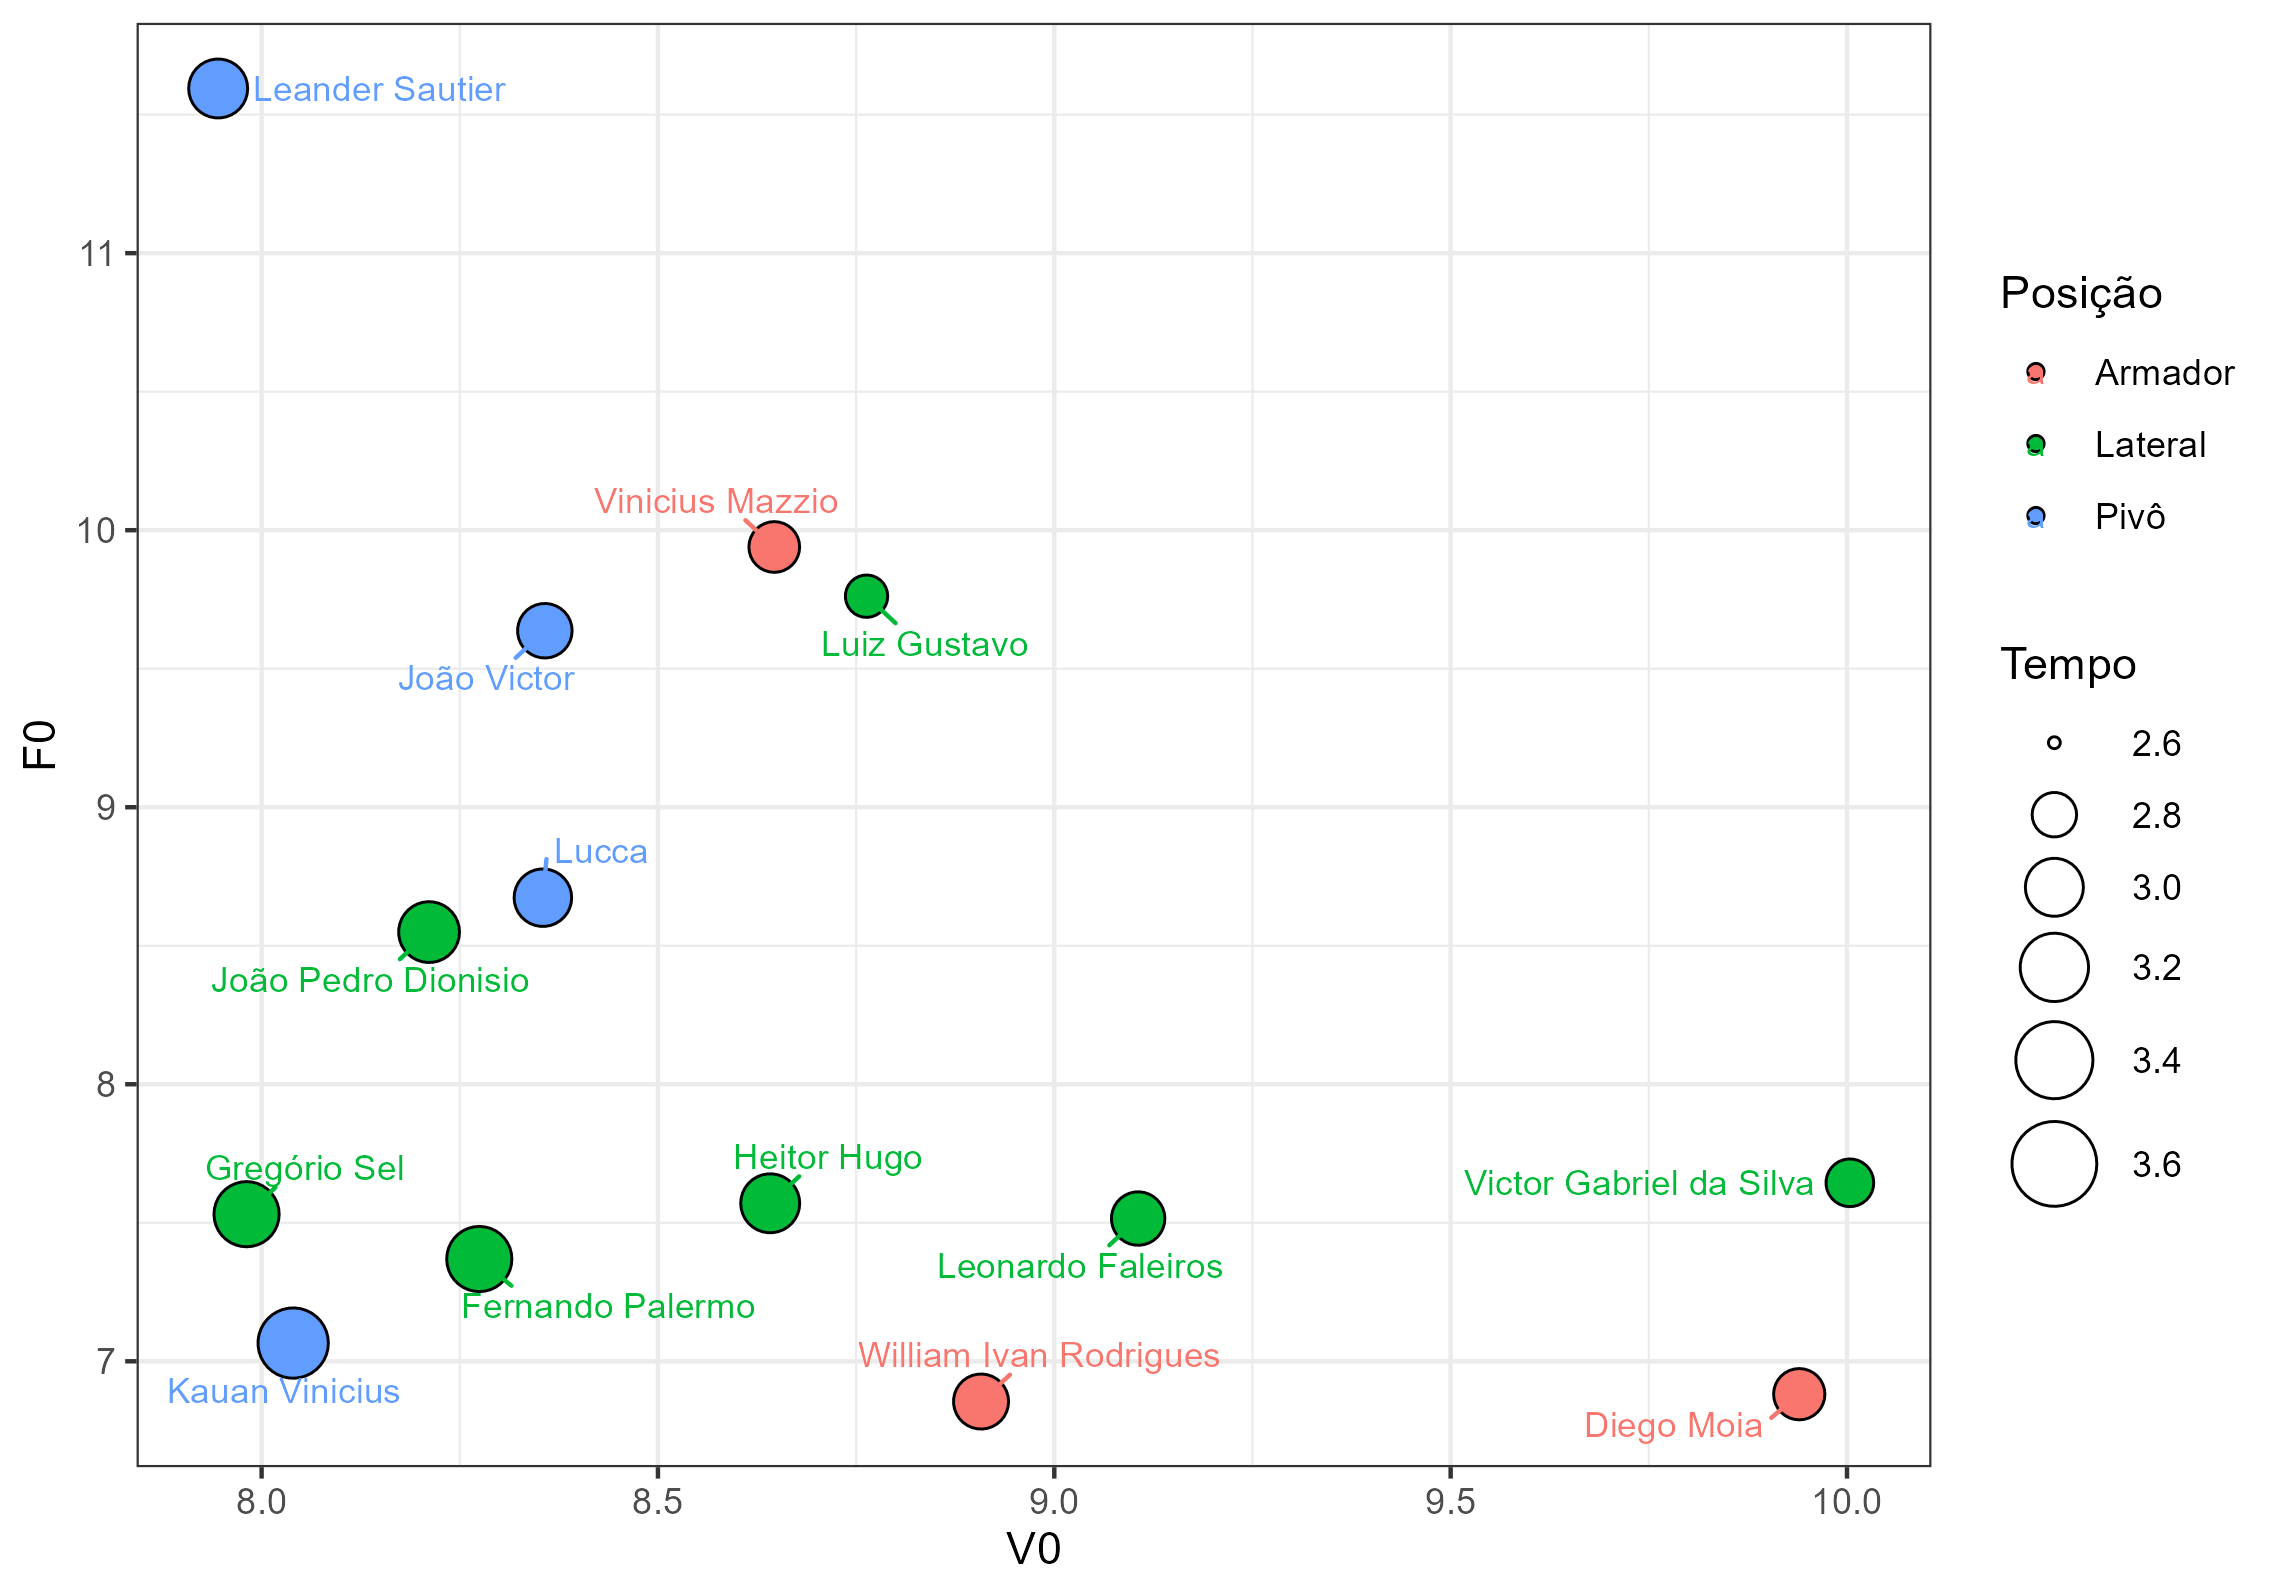 Leander Sautier
Vinicius Mazzio
Luiz Gustavo
João Victor
Lucca
João Pedro Dionisio
Gregório Sel
Heitor Hugo
Victor Gabriel da Silva
Leonardo Faleiros
Fernando Palermo
William Ivan Rodrigues
Kauan Vinicius
Diego Moia
11
10
9
8
7
F0
8.0
8.5
9.0
9.5
10.0
V0
Posição
a Armador
a Lateral
a Pivô
Tempo
2.6
2.8
3.0
3.2
3.4
3.6